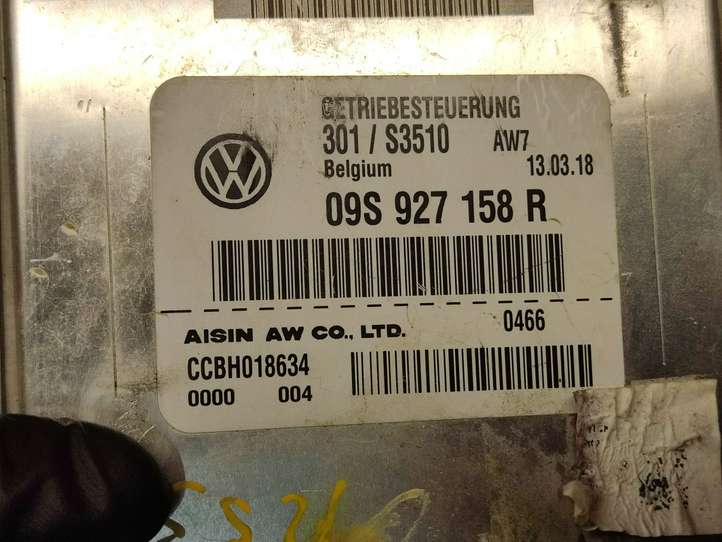 GETRIEBESTEUERUNG
301 / S3510 AW7
Belgium 13.03.18
09S 927 158 R
AISIN AW CO., LTD. 0466
CCBH018634
0000 004